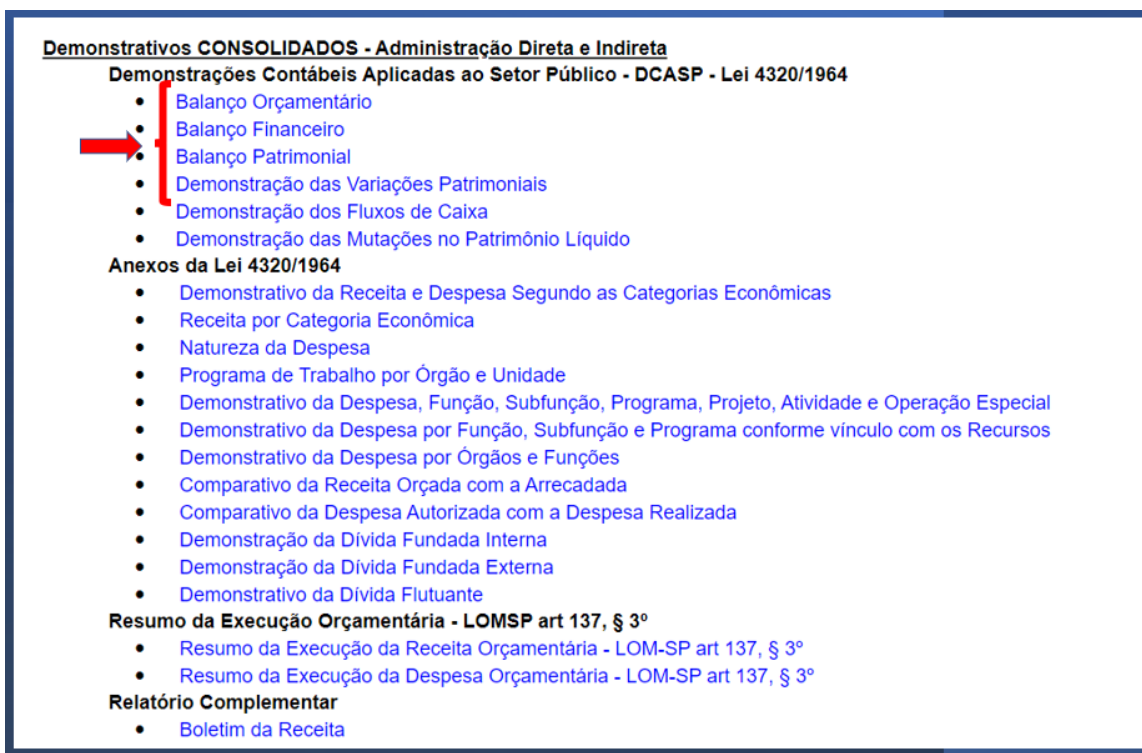 Demonstrativos CONSOLIDADOS - Administração Direta e Indireta
Demonstrações Contábeis Aplicadas ao Setor Público - DCASP - Lei 4320/1964
• Balanço Orçamentário
• Balanço Financeiro
• Balanço Patrimonial
• Demonstração das Variações Patrimoniais
• Demonstração dos Fluxos de Caixa
• Demonstração das Mutações no Patrimônio Líquido
Anexos da Lei 4320/1964
• Demonstrativo da Receita e Despesa Segundo as Categorias Econômicas
• Receita por Categoria Econômica
• Natureza da Despesa
• Programa de Trabalho por Órgão e Unidade
• Demonstrativo da Despesa, Função, Subfunção, Programa, Projeto, Atividade e Operação Especial
• Demonstrativo da Despesa por Função, Subfunção e Programa conforme vínculo com os Recursos
• Demonstrativo da Despesa por Órgãos e Funções
• Comparativo da Receita Orçada com a Arrecadada
• Comparativo da Despesa Autorizada com a Despesa Realizada
• Demonstração da Dívida Fundada Interna
• Demonstração da Dívida Fundada Externa
• Demonstrativo da Dívida Flutuante
Resumo da Execução Orçamentária - LOMSP art 137, § 3º
• Resumo da Execução da Receita Orçamentária - LOM-SP art 137, § 3º
• Resumo da Execução da Despesa Orçamentária - LOM-SP art 137, § 3º
Relatório Complementar
• Boletim da Receita